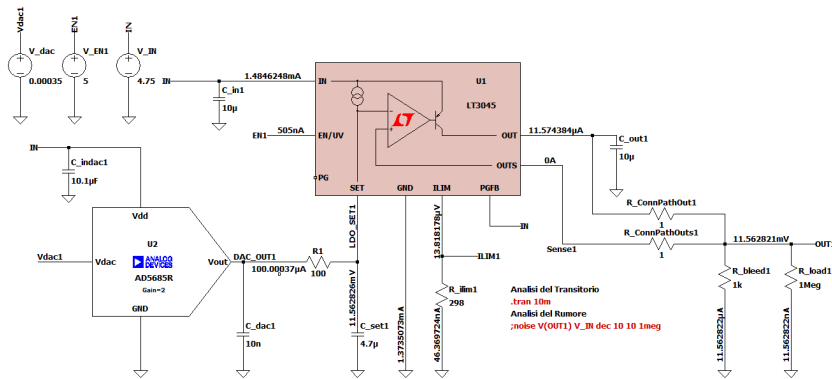 Vdac1
EN1
IN
V_dac
0.00035
V_EN1
5
V_IN
4.75
IN
1.4846248mA
C_in1
10µ
IN
U1
LT3045
EN1
505nA
EN/UV
OUT
11.574384µA
C_out1
10µ
OUTS
0A
PG
SET
GND
ILIM
PGFB
IN
IN
C_indac1
10.1µF
Vdd
U2
ANALOG
DEVICES
AD5685R
Gain=2
Vdac1
Vdac
Vout
GND
DAC_OUT1
100.00037µA
R1
100
C_dac1
10n
LDO_SET1
11.562826mV
C_set1
4.7µ
1.3735073mA
13.818178µV
ILIM1
R_ilim1
298
46.369724nA
Sense1
R_ConnPathOut1
1
R_ConnPathOuts1
1
11.562821mV
OUT1
R_bleed1
1k
11.562822µA
R_load1
1Meg
11.562822nA
Analisi del Transitorio
.tran 10m
Analisi del Rumore
;noise V(OUT1) V_IN dec 10 10 1meg